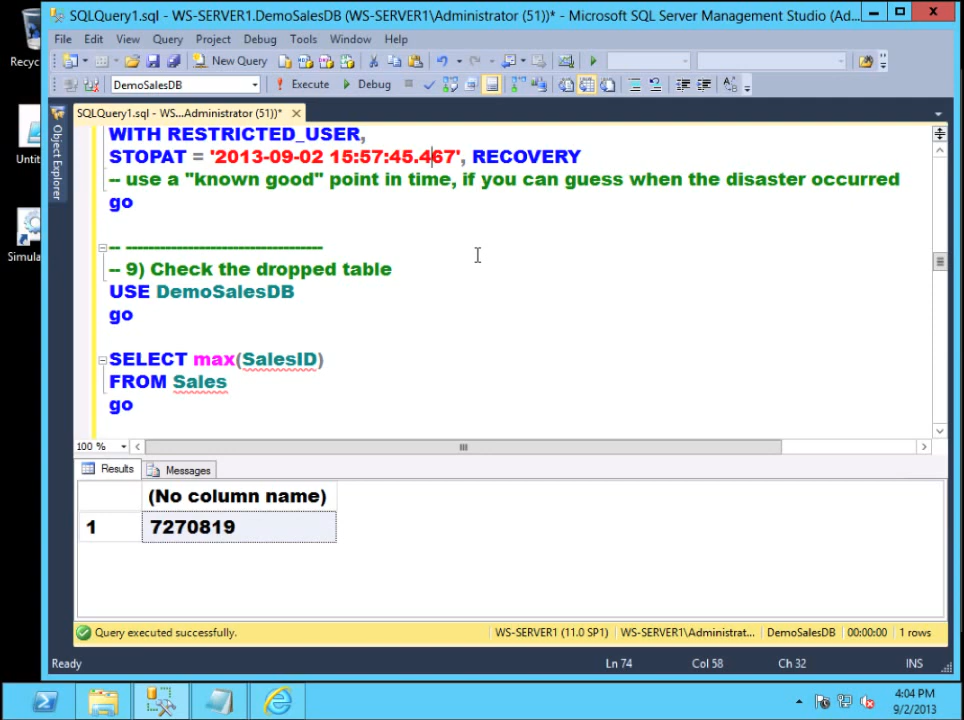 SQLQuery1.sql - WS-SERVER1.DemoSalesDB (WS-SERVER1\Administrator (51))* - Microsoft SQL Server Management Studio (Ad...
Recyc
File Edit View Query Project Debug Tools Window Help
New Query
DemoSalesDB
Execute
Debug
SQLQuery1.sql - WS...Administrator (51))*
Object Explorer
Untit
Simula
WITH RESTRICTED_USER,
STOPAT = '2013-09-02 15:57:45.467', RECOVERY
-- use a "known good" point in time, if you can guess when the disaster occurred
go
-- ----------------------------------
-- 9) Check the dropped table
USE DemoSalesDB
go
SELECT max(SalesID)
FROM Sales
go
100 %
Results
Messages
(No column name)
1 7270819
Query executed successfully.
WS-SERVER1 (11.0 SP1)
WS-SERVER1\Administrat...
DemoSalesDB
00:00:00
1 rows
Ready
Ln 74
Col 58
Ch 32
INS
4:04 PM
9/2/2013